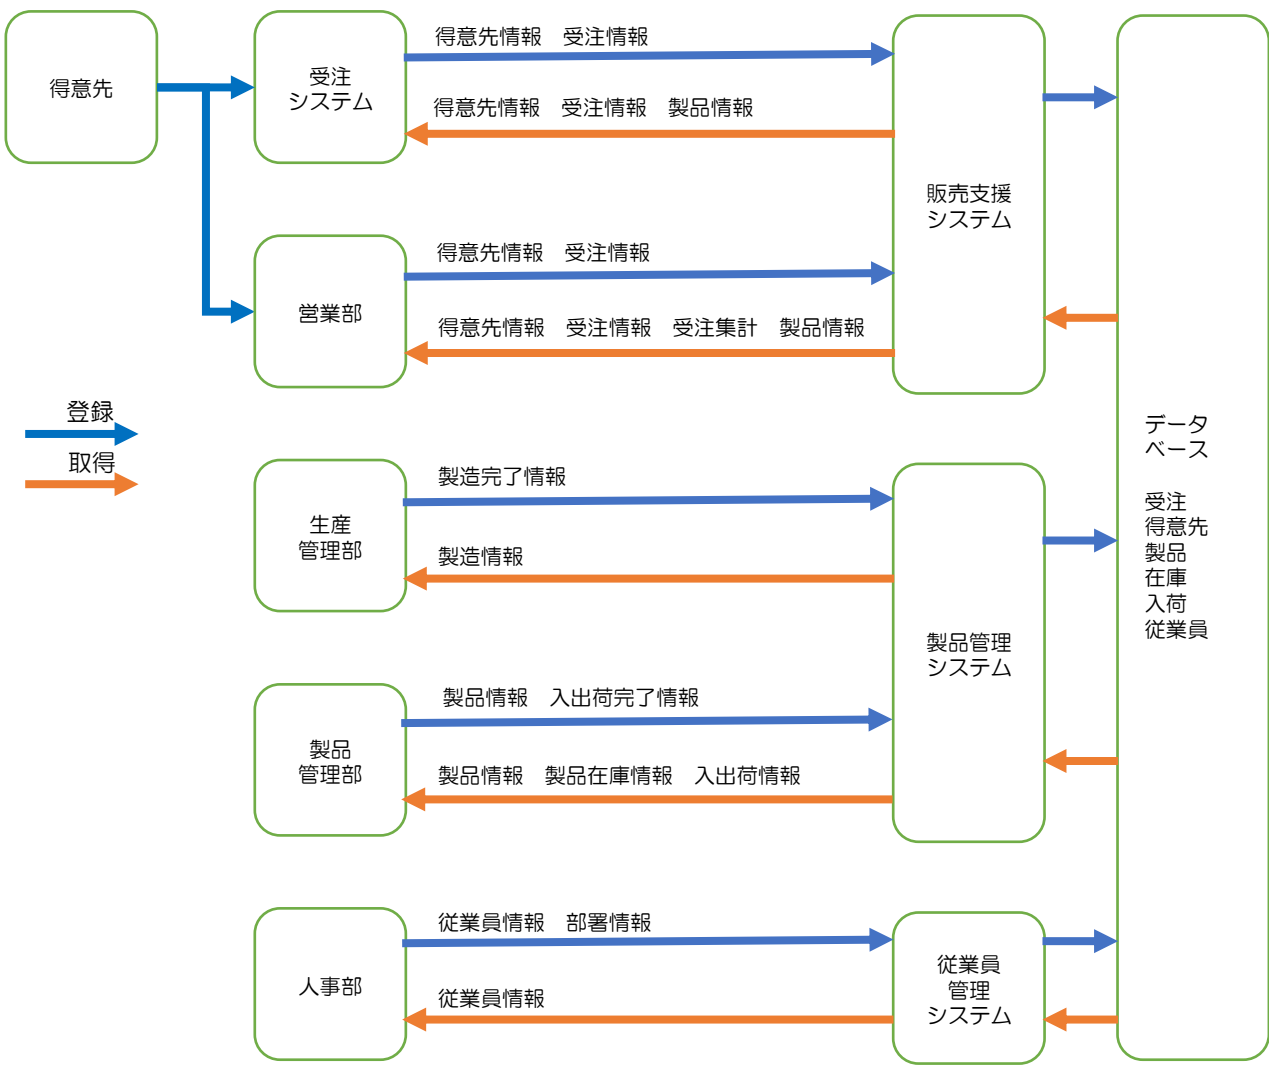 得意先
受注
システム
得意先情報　受注情報
得意先情報　受注情報　製品情報
販売支援
システム
営業部
得意先情報　受注情報
得意先情報　受注情報　受注集計　製品情報
登録
取得
生産
管理部
製造完了情報
製造情報
製品管理
システム
製品
管理部
製品情報　入出荷完了情報
製品情報　製品在庫情報　入出荷情報
人事部
従業員情報　部署情報
従業員情報
従業員
管理
システム
データ
ベース
受注
得意先
製品
在庫
入荷
従業員